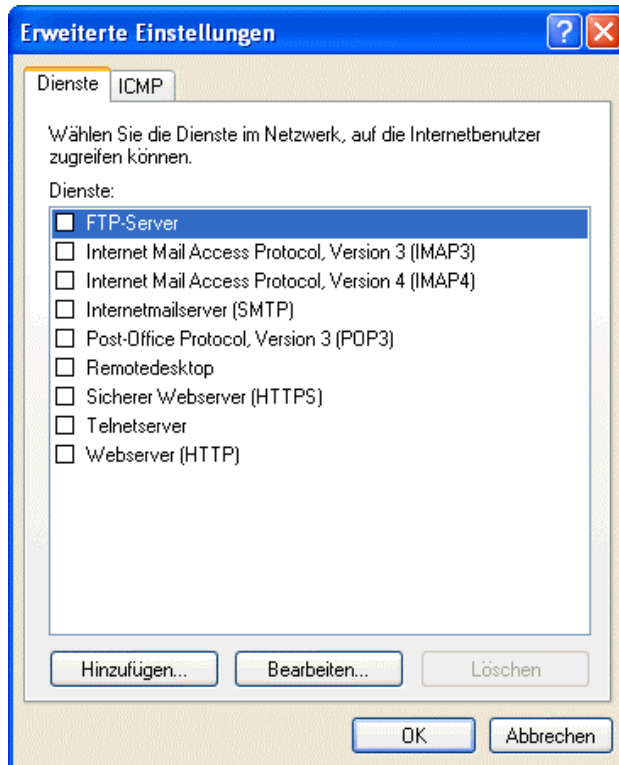 Erweiterte Einstellungen
Dienste
ICMP
Wählen Sie die Dienste im Netzwerk, auf die Internetbenutzer
zugreifen können.
Dienste:
FTP-Server
Internet Mail Access Protocol, Version 3 (IMAP3)
Internet Mail Access Protocol, Version 4 (IMAP4)
Internetmailserver (SMTP)
Post-Office Protocol, Version 3 (POP3)
Remotedesktop
Sicherer Webserver (HTTPS)
Telnetserver
Webserver (HTTP)
Hinzufügen...
Bearbeiten...
Löschen
OK
Abbrechen